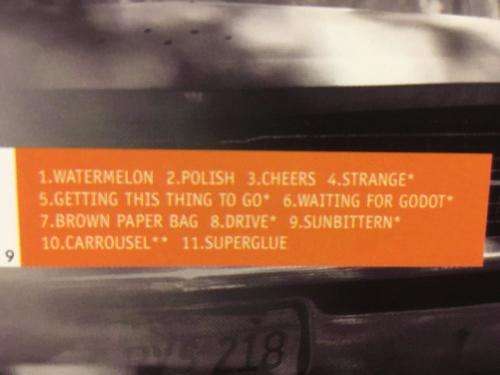 1.WATERMELON 2.POLISH 3.CHEERS 4.STRANGE*
5.GETTING THIS THING TO GO* 6.WAITING FOR GODOT*
7.BROWN PAPER BAG 8.DRIVE* 9.SUNBITTERN*
10.CARROUSEL** 11.SUPERGLUE
9
218